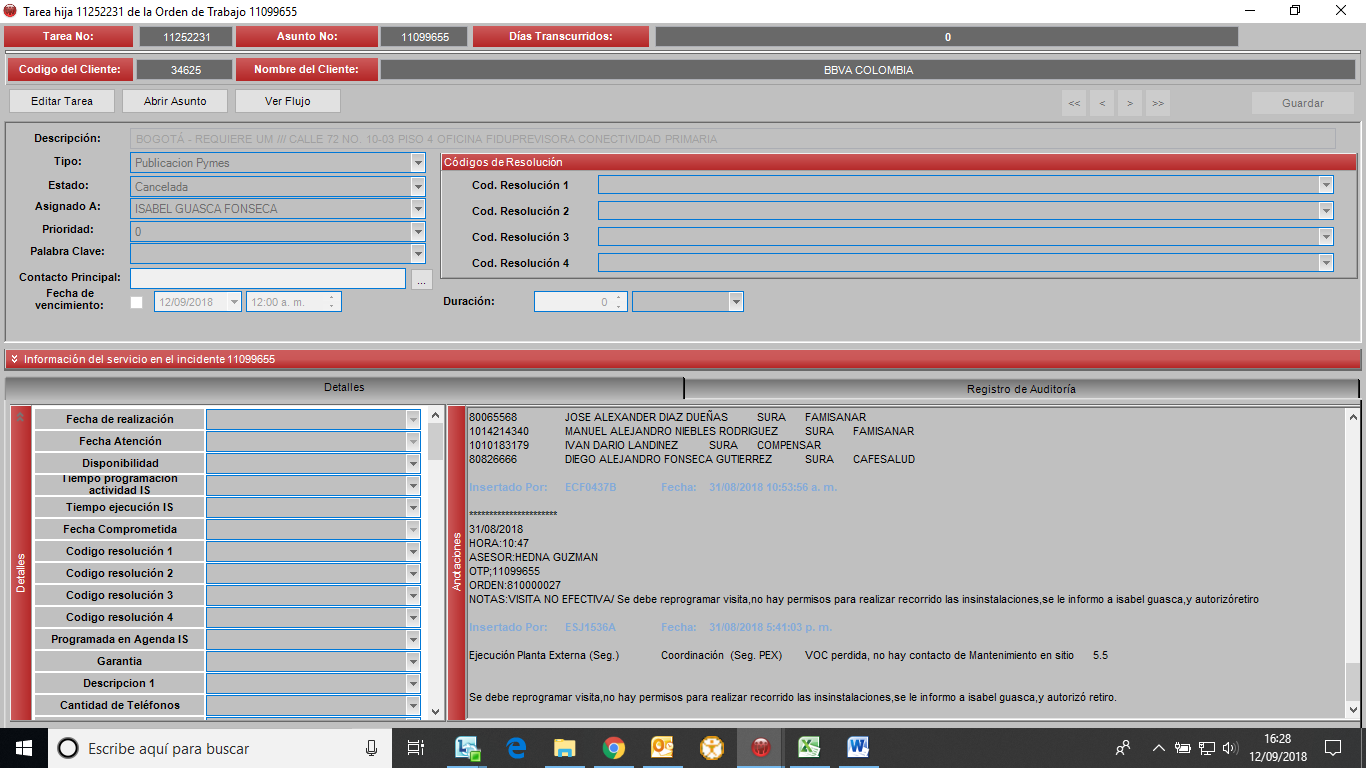 Tarea hija 11252231 de la Orden de Trabajo 11099655
Tarea No: 11252231 Asunto No: 11099655 Días Transcurridos: 0
Codigo del Cliente: 34625 Nombre del Cliente: BBVA COLOMBIA
Editar Tarea Abrir Asunto Ver Flujo << < > >> Guardar
Descripción: BOGOTÁ - REQUIERE UM /// CALLE 72 NO. 10-03 PISO 4 OFICINA FIDUPREVISORA CONECTIVIDAD PRIMARIA
Tipo: Publicacion Pymes
Estado: Cancelada
Asignado A: ISABEL GUASCA FONSECA
Prioridad: 0
Palabra Clave:
Contacto Principal: ...
Fecha de
vencimiento: 12/09/2018 12:00 a. m.
Códigos de Resolución
Cod. Resolución 1
Cod. Resolución 2
Cod. Resolución 3
Cod. Resolución 4
Duración: 0
Información del servicio en el incidente 11099655
Detalles Registro de Auditoría
Detalles
Fecha de realización
Fecha Atención
Disponibilidad
Tiempo programación
actividad IS
Tiempo ejecución IS
Fecha Comprometida
Codigo resolución 1
Codigo resolución 2
Codigo resolución 3
Codigo resolución 4
Programada en Agenda IS
Garantia
Descripcion 1
Cantidad de Teléfonos
Anotaciones
80065568 JOSE ALEXANDER DIAZ DUEÑAS SURA FAMISANAR
1014214340 MANUEL ALEJANDRO NIEBLES RODRIGUEZ SURA FAMISANAR
1010183179 IVAN DARIO LANDINEZ SURA COMPENSAR
80826666 DIEGO ALEJANDRO FONSECA GUTIERREZ SURA CAFESALUD
Insertado Por: ECF0437B Fecha: 31/08/2018 10:53:56 a. m.
**********************
31/08/2018
HORA:10:47
ASESOR:HEDNA GUZMAN
OTP;11099655
ORDEN:810000027
NOTAS:VISITA NO EFECTIVA/ Se debe reprogramar visita,no hay permisos para realizar recorrido las insinstalaciones,se le informo a isabel guasca,y autorizóretiro
Insertado Por: ESJ1536A Fecha: 31/08/2018 5:41:03 p. m.
Ejecución Planta Externa (Seg.) Coordinación (Seg. PEX) VOC perdida, no hay contacto de Mantenimiento en sitio 5.5
Se debe reprogramar visita,no hay permisos para realizar recorrido las insinstalaciones,se le informo a isabel guasca,y autorizó retiro.
Escribe aquí para buscar
16:28
12/09/2018